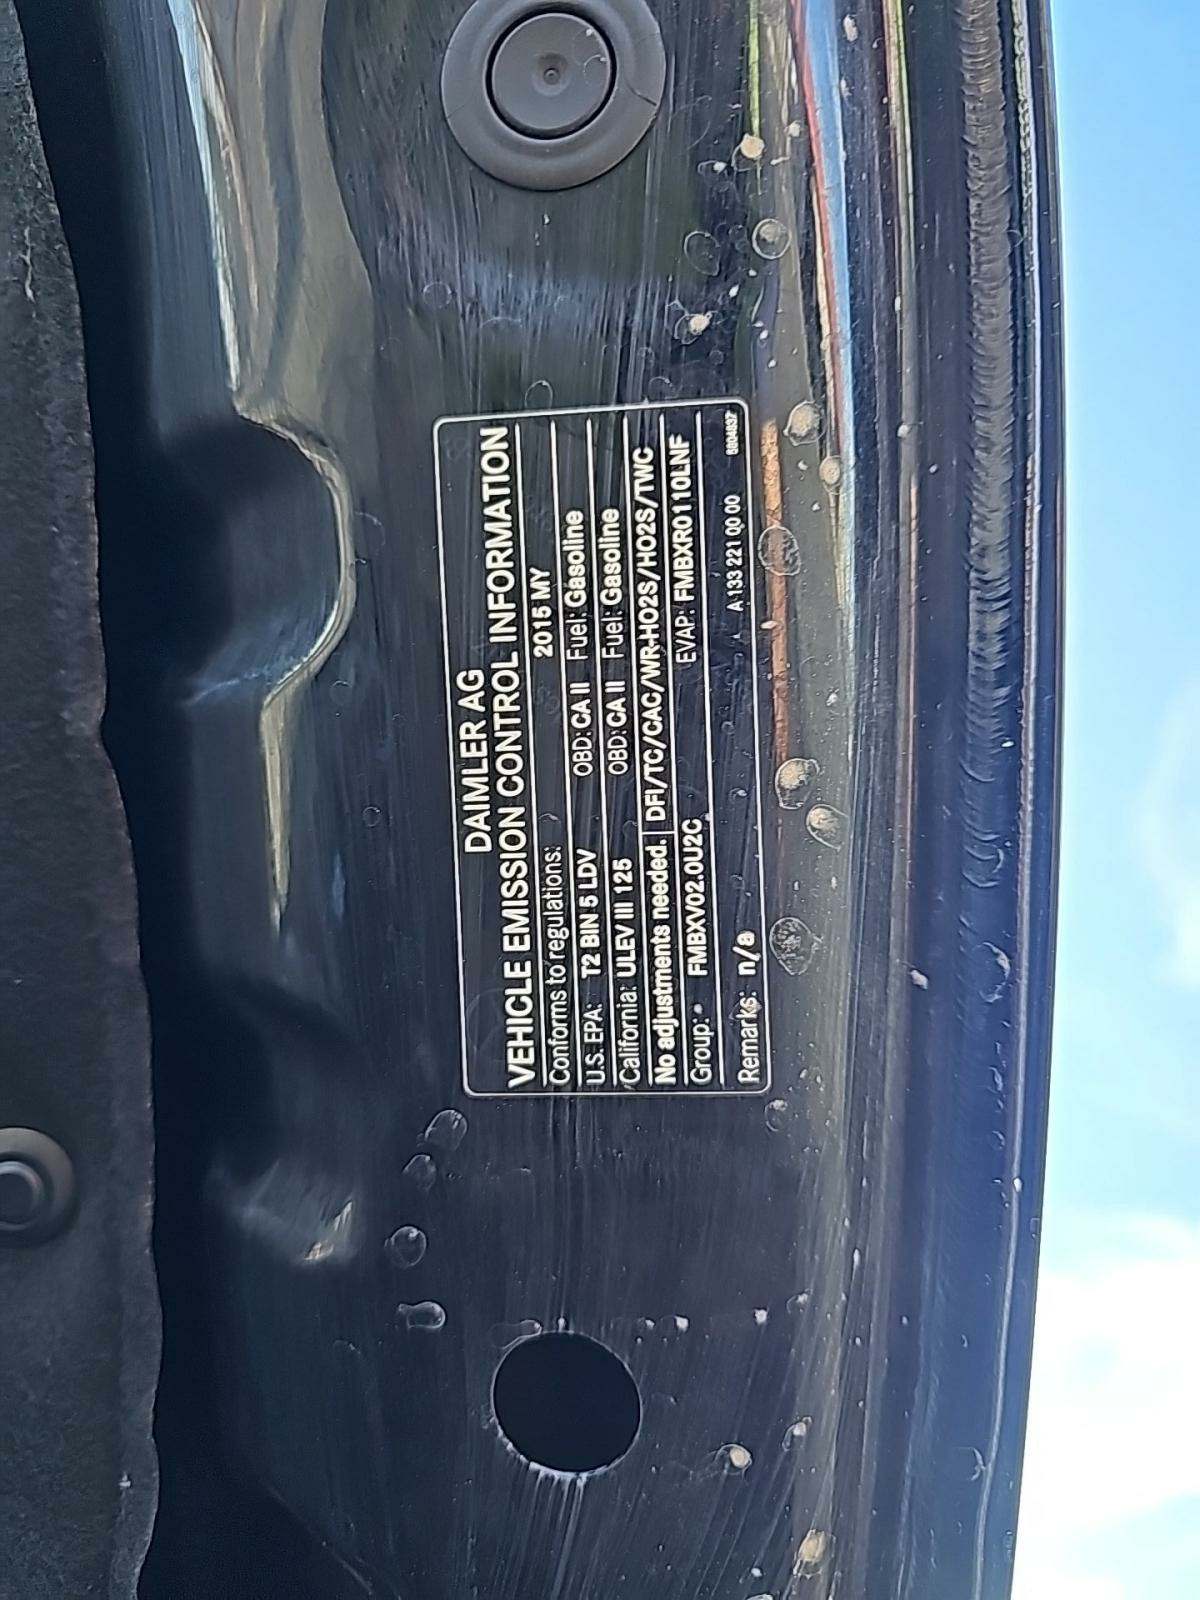 DAIMLER AG
VEHICLE EMISSION CONTROL INFORMATION
Conforms to regulations: 2015 MY
U.S. EPA: T2 BIN 5 LDV OBD: CA II Fuel: Gasoline
California: ULEV III 125 OBD: CA II Fuel: Gasoline
No adjustments needed. DFI/TC/CAC/WR-HO2S/HO2S/HO2S/TWC
Group: FMBXV02.0U2C EVAP: FMBXR0110LNF
Remarks: n/a A 133 221 00 00